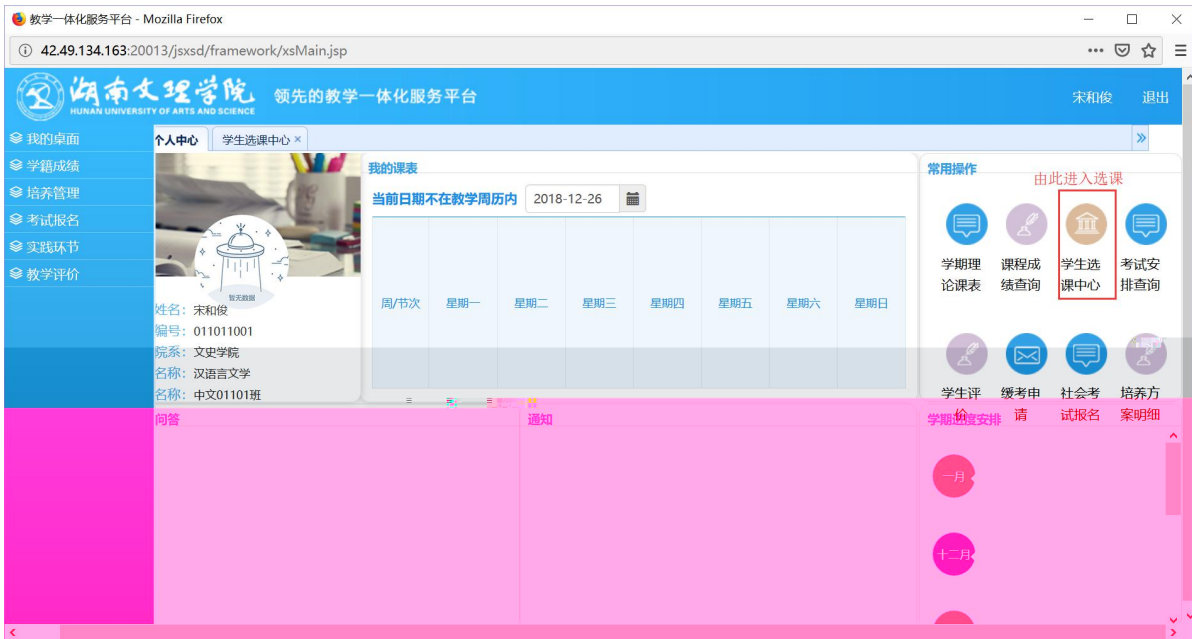 教学一体化服务平台 - Mozilla Firefox
42.49.134.163:20013/jsxsd/framework/xsMain.jsp
湖南文理学院
HUNAN UNIVERSITY OF ARTS AND SCIENCE
领先的教学一体化服务平台
宋和俊 退出
我的桌面
学籍成绩
培养管理
考试报名
实践环节
教学评价
个人中心 学生选课中心 ×
暂无数据
姓名：宋和俊
编号：011011001
院系：文史学院
名称：汉语言文学
名称：中文01101班
我的课表
当前日期不在教学周历内 2018-12-26
周/节次 星期一 星期二 星期三 星期四 星期五 星期六 星期日
常用操作
由此进入选课
学期理论课表
课程成绩查询
学生选课中心
考试安排查询
学生评价
缓考申请
社会考试报名
培养方案明细
问答
通知
学期进度安排
一月
十二月